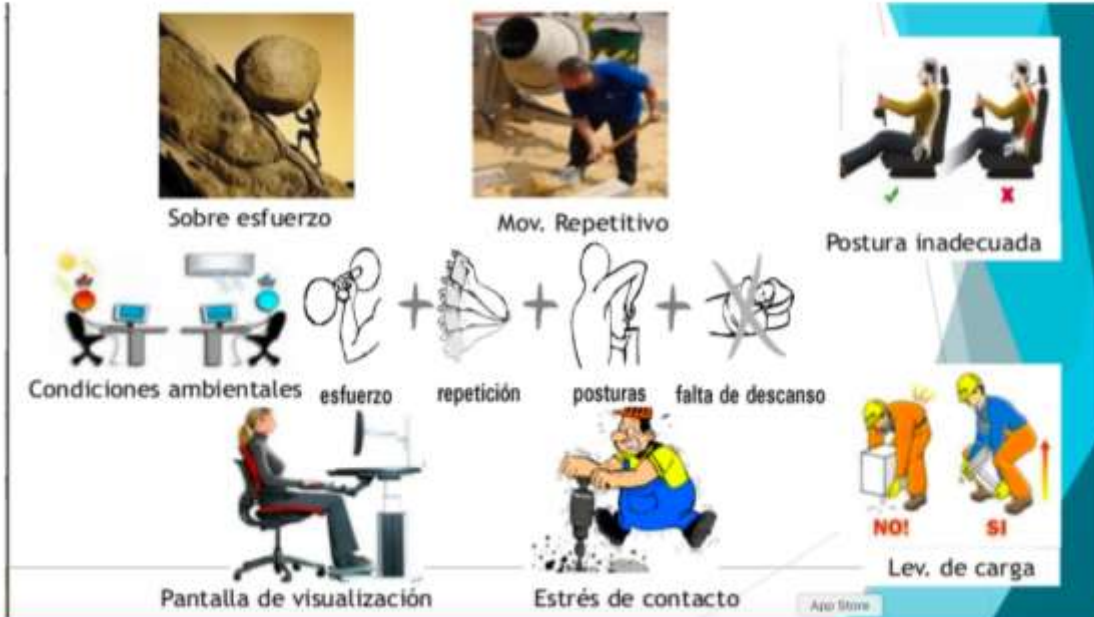 Sobre esfuerzo
Mov. Repetitivo
Postura inadecuada
Condiciones ambientales
esfuerzo
repetición
posturas
falta de descanso
NO!
SI
Lev. de carga
Pantalla de visualización
Estrés de contacto
App Store